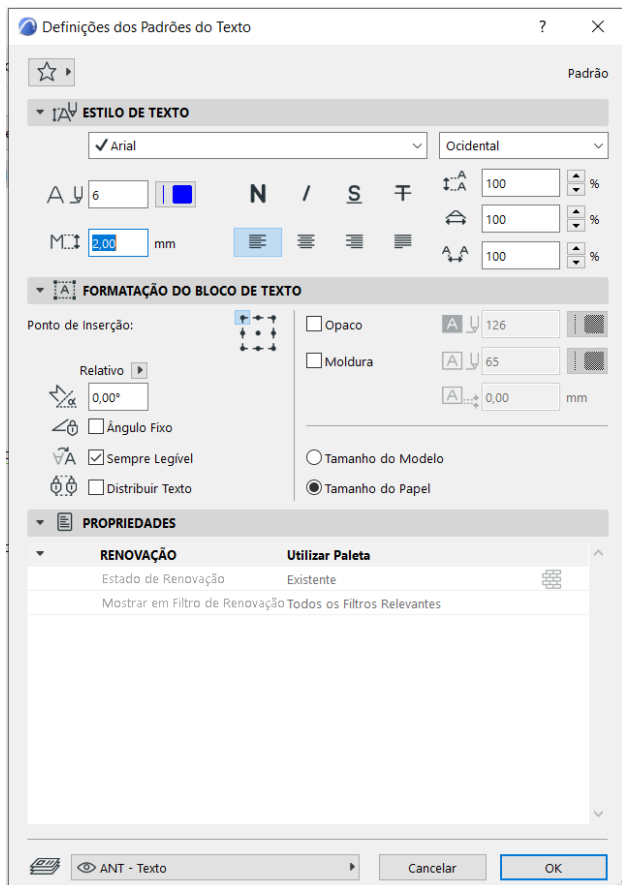 Definições dos Padrões do Texto ?
Padrão
ESTILO DE TEXTO
Arial Ocidental
6 N / S T 100 %
100 %
2,00 mm 100 %
FORMATAÇÃO DO BLOCO DE TEXTO
Ponto de Inserção: Opaco 126
Moldura 65
Relativo
0,00° 0,00 mm
Ângulo Fixo
Sempre Legível Tamanho do Modelo
Distribuir Texto Tamanho do Papel
PROPRIEDADES
RENOVAÇÃO Utilizar Paleta
Estado de Renovação Existente
Mostrar em Filtro de Renovação Todos os Filtros Relevantes
ANT - Texto Cancelar OK